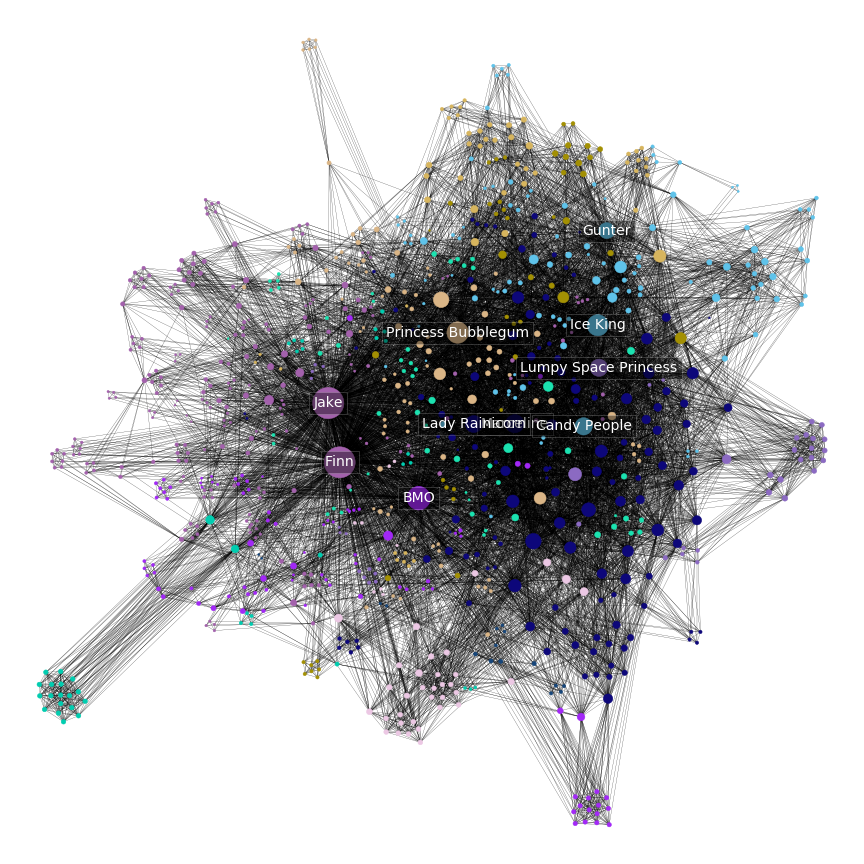 Gunter
Ice King
Princess Bubblegum
Lumpy Space Princess
Jake
Lady Rainicorn
Candy People
Finn
BMO